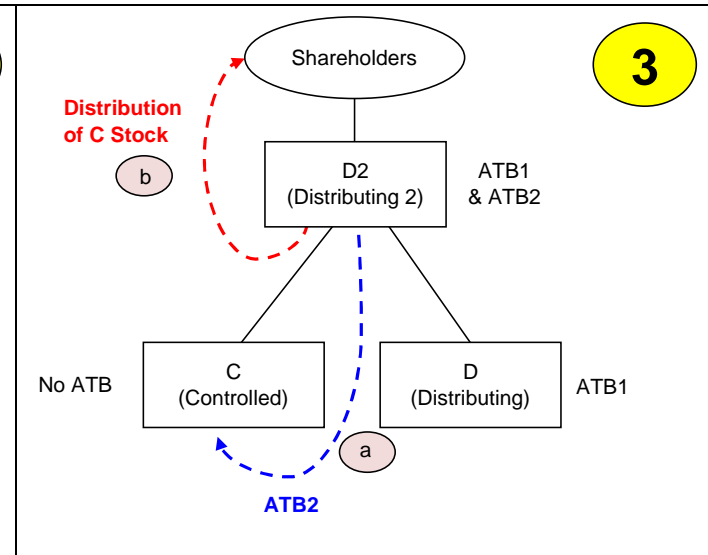 Shareholders
3
Distribution
of C Stock
b
D2
(Distributing 2)
ATB1
& ATB2
No ATB
C
(Controlled)
D
(Distributing)
ATB1
a
ATB2